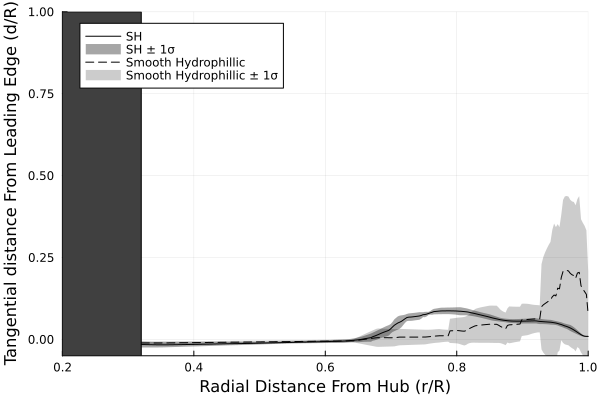 Tangential distance From Leading Edge (d/R)
1.00
0.75
0.50
0.25
0.00
SH
SH ± 1σ
Smooth Hydrophillic
Smooth Hydrophillic ± 1σ
0.2 0.4 0.6 0.8 1.0
Radial Distance From Hub (r/R)